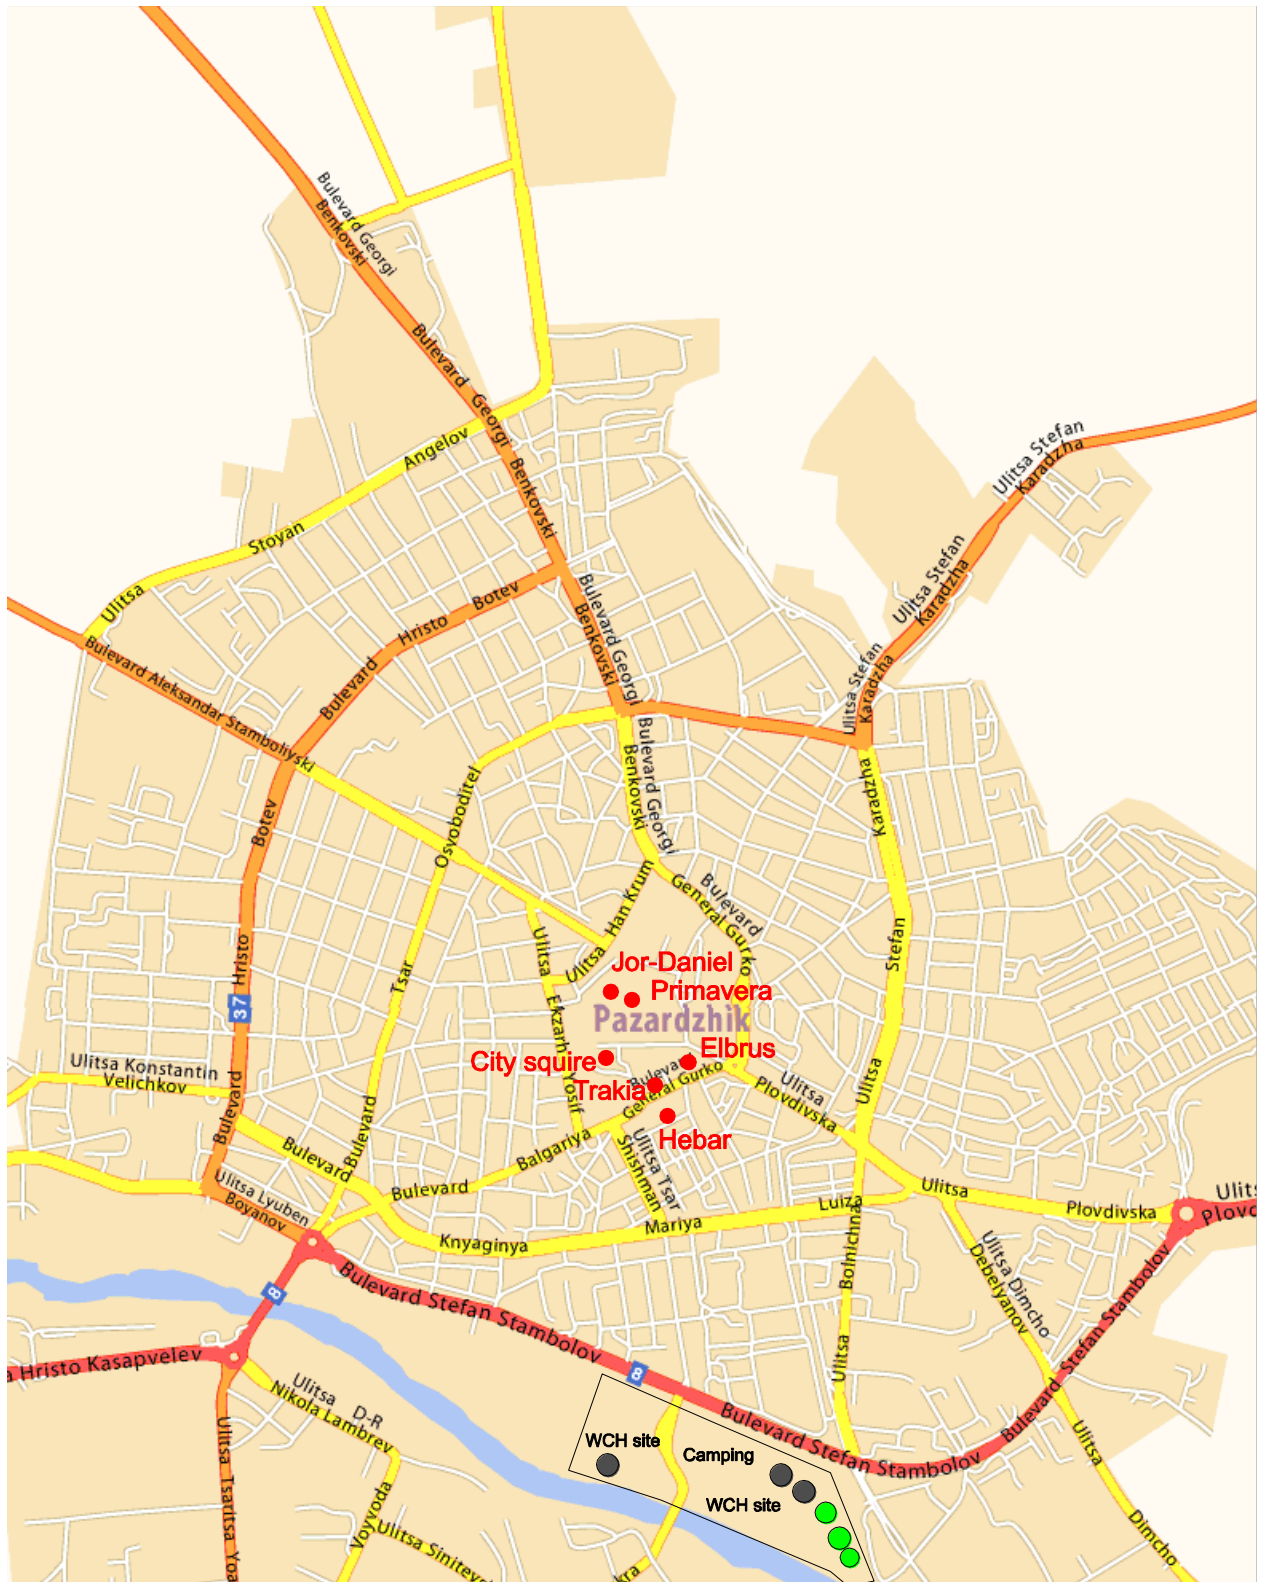 Bulevard Georgi
Benkovski
Bulevard Georgi
Benkovski
Ulitsa Stefan
Karadzha
Ulitsa Stoyan Angelov
Ulitsa Stefan
Karadzha
Bulevard Hristo Botev
Bulevard Georgi
Benkovski
Ulitsa Stefan
Karadzha
Bulevard Aleksandar Stamboliyski
Bulevard Georgi
Benkovski
Karadzha
Stefan
Ulitsa
Botev
Hristo
37
Bulevard
Osvoboditel
Tsar
Bulevard
Ulitsa Han Krum
Bulevard
General Gurko
Ulitsa
Ekzarh Yosif
Jor-Daniel
Primavera
Pazardzhik
City squire
Elbrus
Trakia
Bulevard
General Gurko
Hebar
Ulitsa Konstantin
Velichkov
Ulitsa
Plovdivska
Bulevard
Balgariya
Bulevard
Ulitsa Tsar
Shishman
Ulitsa Lyuben
Boyanov
Knyaginya
Mariya
Luiza
Ulitsa
Plovdivska
Ulits
Plovd
Ulitsa Bolnichna
Ulitsa Dimcho
Debelyanov
8
Bulevard Stefan Stambolov
8
Bulevard Stefan Stambolov
Bulevard Stefan Stambolov
a Hristo Kasapvelev
Ulitsa D-R
Nikola Lambrev
Ulitsa Tsaritsa Yoa
WCH site
Camping
WCH site
Voyvoda
Ulitsa Sinitevs
kra
Ulitsa
Dimcho